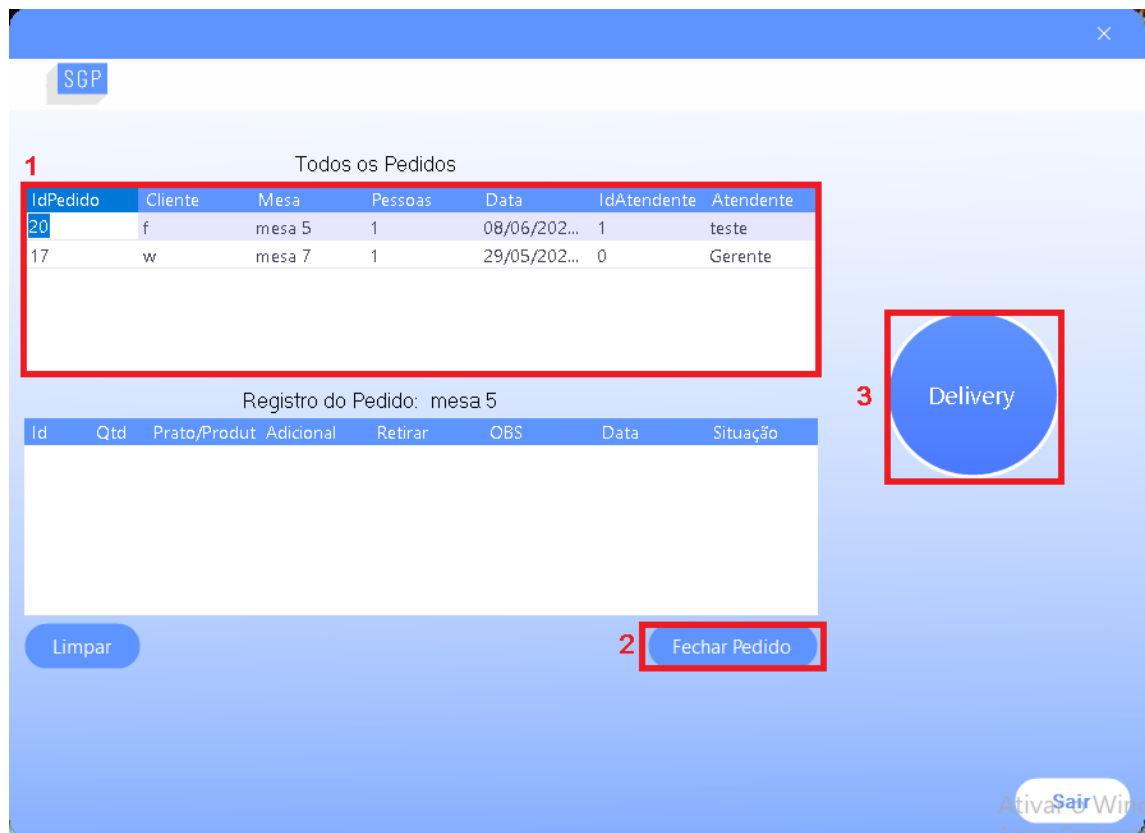 SGP
1
Todos os Pedidos
IdPedido Cliente Mesa Pessoas Data IdAtendente Atendente
20 f mesa 5 1 08/06/202... 1 teste
17 w mesa 7 1 29/05/202... 0 Gerente
3
Delivery
Registro do Pedido: mesa 5
Id Qtd Prato/Produt Adicional Retirar OBS Data Situação
Limpar
2
Fechar Pedido
Sair